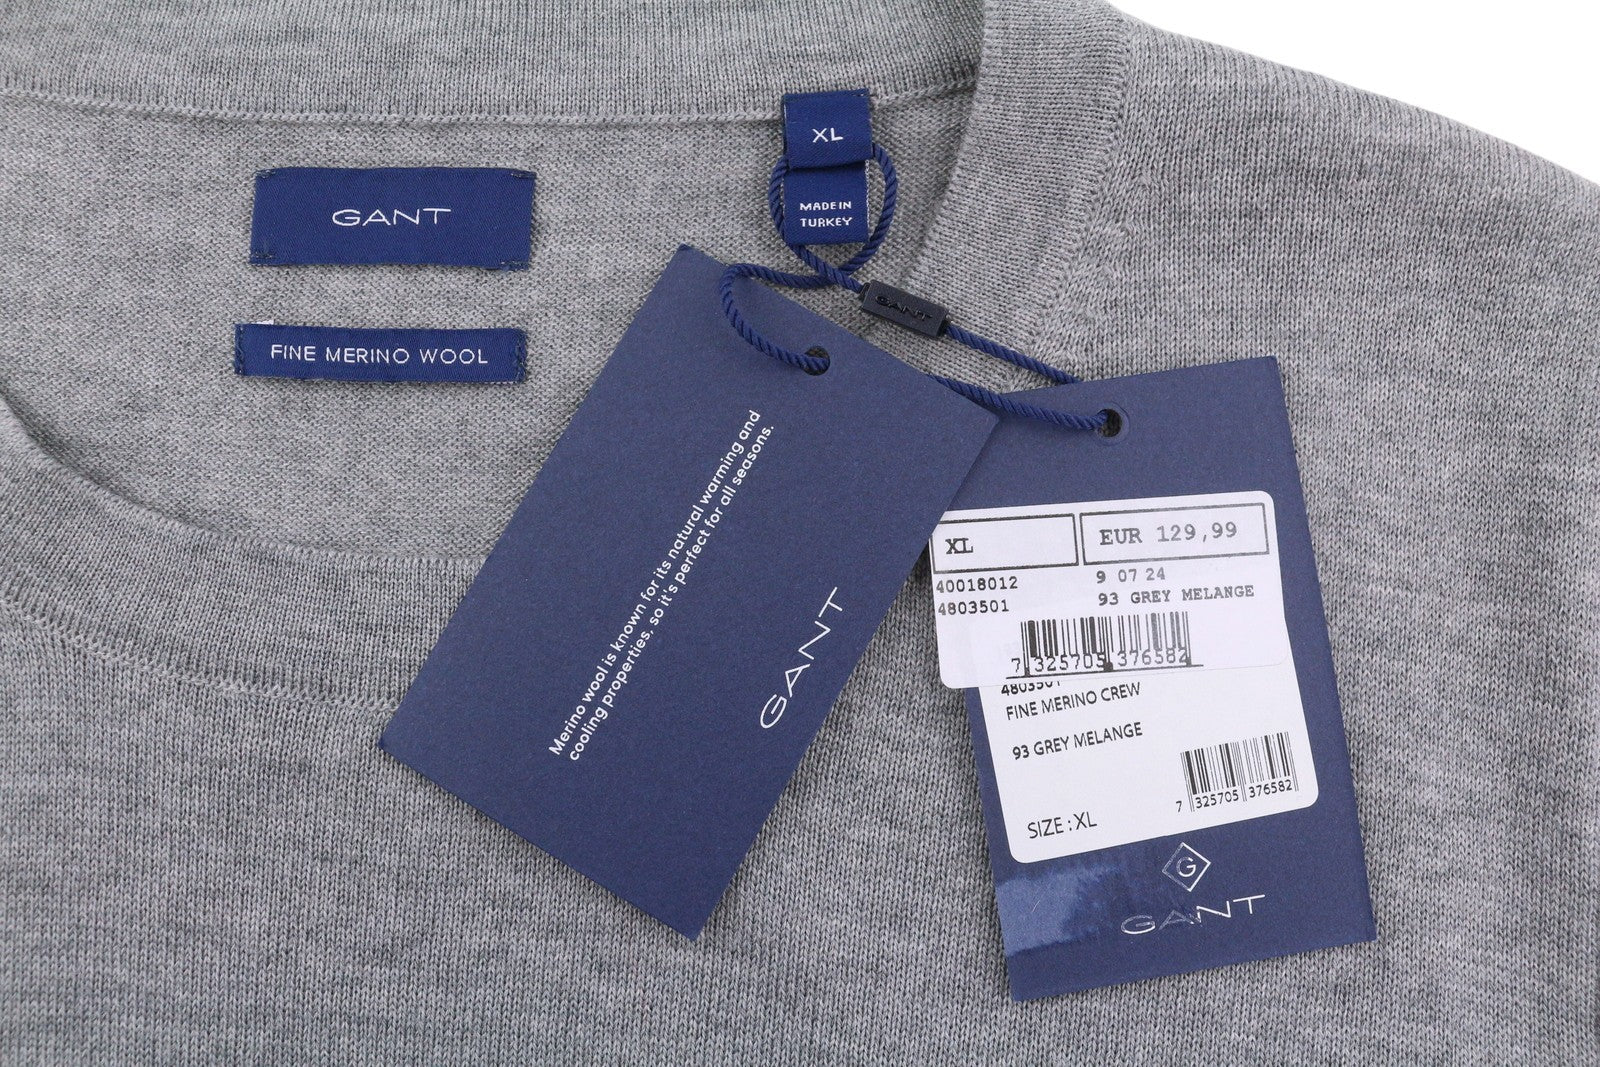 GANT
FINE MERINO WOOL
XL
MADE IN
TURKEY
GANT
Merino wool is known for its natural warming and
cooling properties, so it's perfect for all seasons.
GANT
XL
EUR 129,99
40018012
9 07 24
4803501
93 GREY MELANGE
7 325705 376582
4803501
FINE MERINO CREW
93 GREY MELANGE
7 325705 376582
SIZE : XL
G
GANT